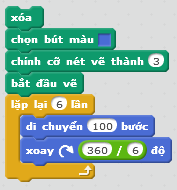 xóa
chọn bút màu
chỉnh cỡ nét vẽ thành 3
bắt đầu vẽ
lặp lại 6 lần
di chuyển 100 bước
xoay 360 / 6 độ